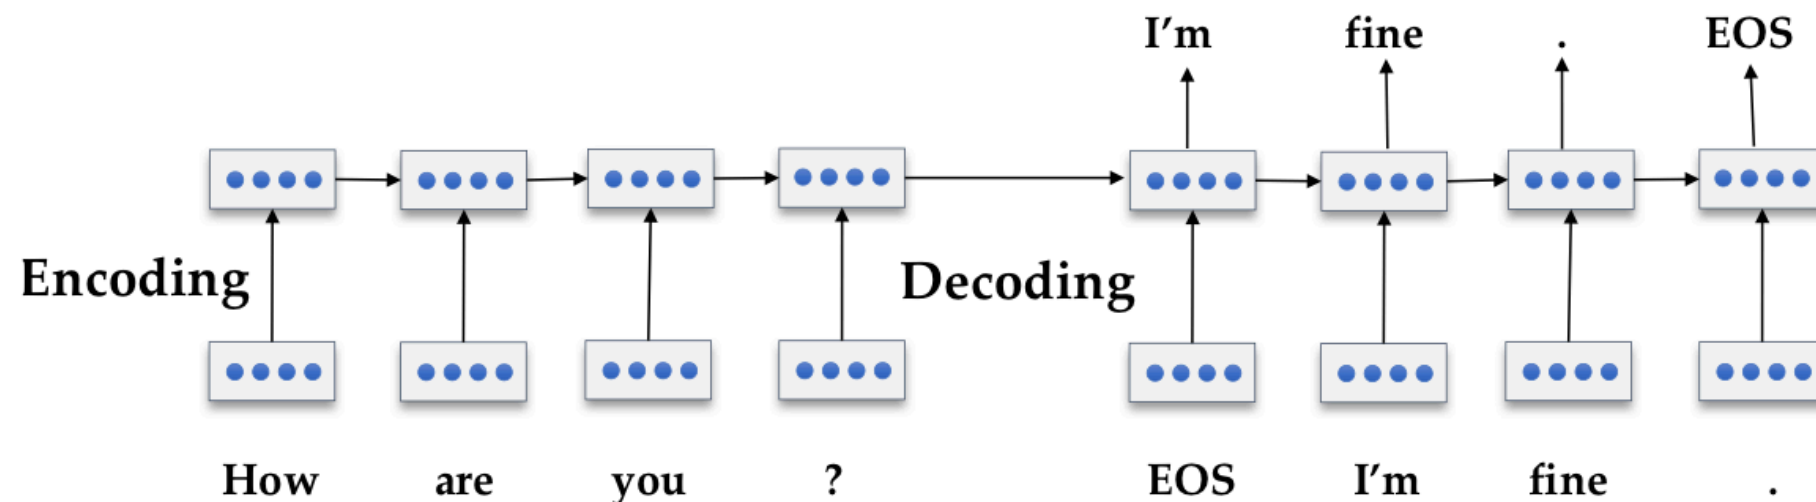 I'm fine . EOS
Encoding Decoding
How are you ? EOS I'm fine .